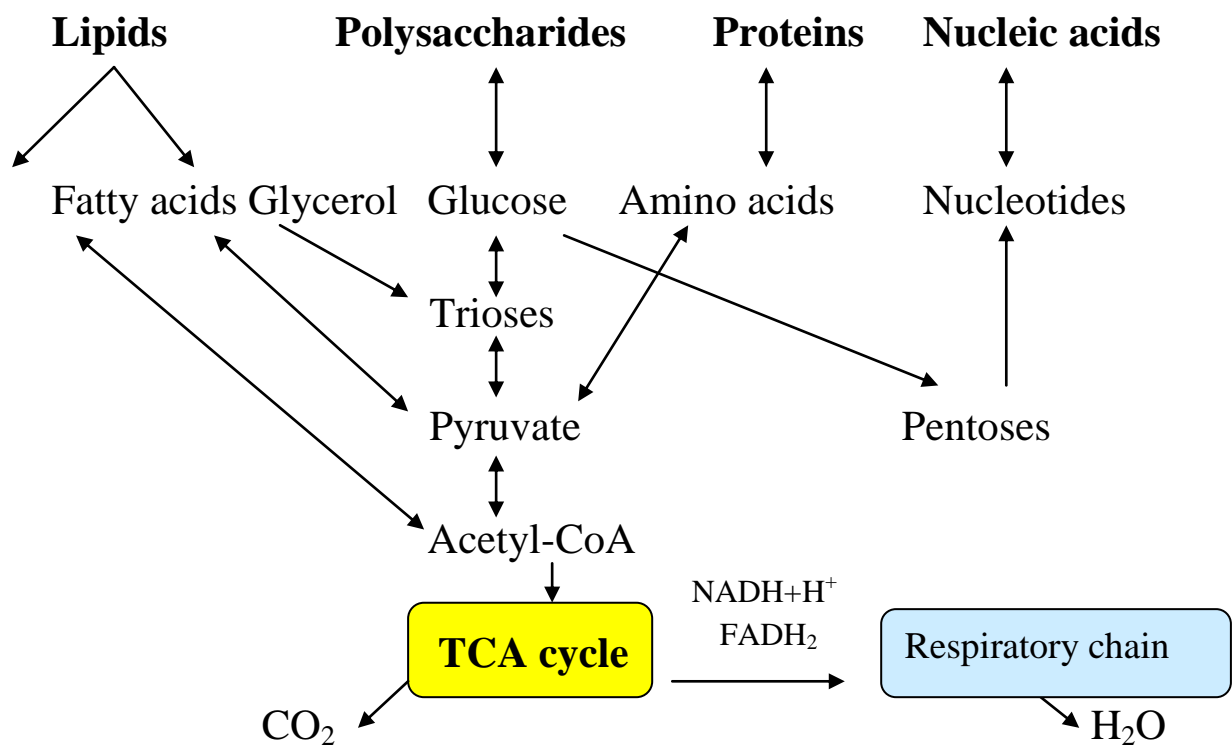 Lipids Polysaccharides Proteins Nucleic acids
Fatty acids Glycerol Glucose Amino acids Nucleotides
Trioses
Pyruvate Pentoses
Acetyl-CoA
NADH+H⁺
FADH₂
TCA cycle Respiratory chain
CO₂ H₂O